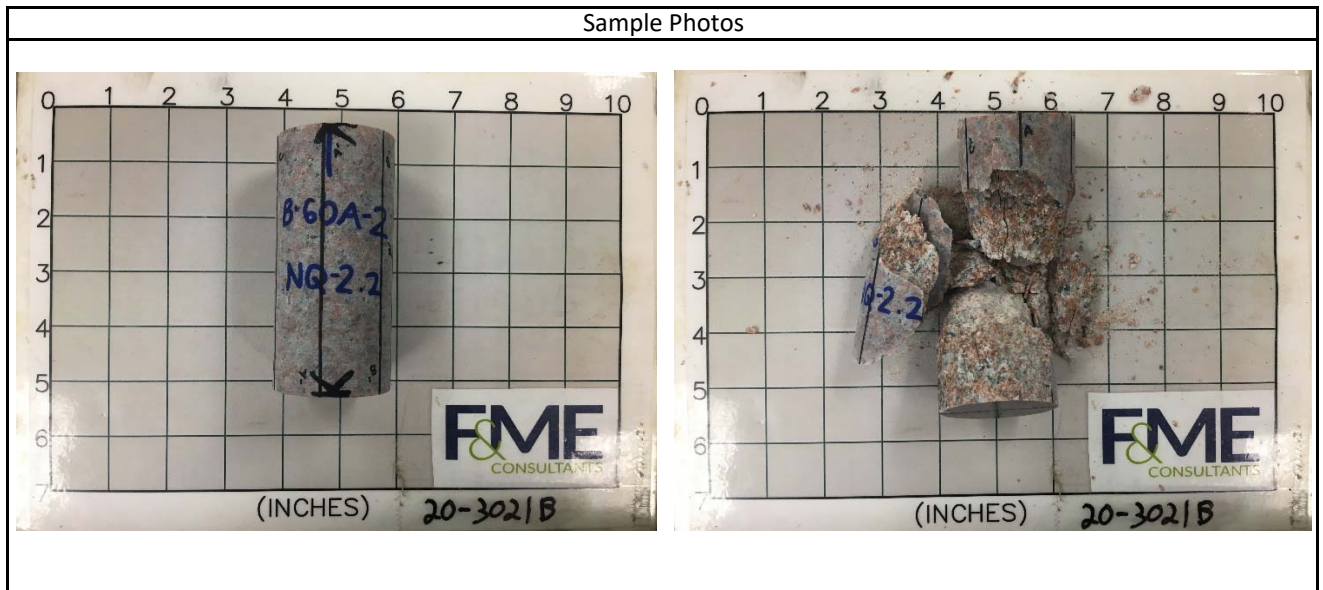 Sample Photos
0 1 2 3 4 5 6 7 8 9 10
1
2
3
4
5
6
7
A
B-60A-2
NQ-2.2
F&ME
CONSULTANTS
(INCHES) 20-3021B
0 1 2 3 4 5 6 7 8 9 10
1
2
3
4
5
6
A
Q-2.2
F&ME
CONSULTANTS
(INCHES) 20-3021B